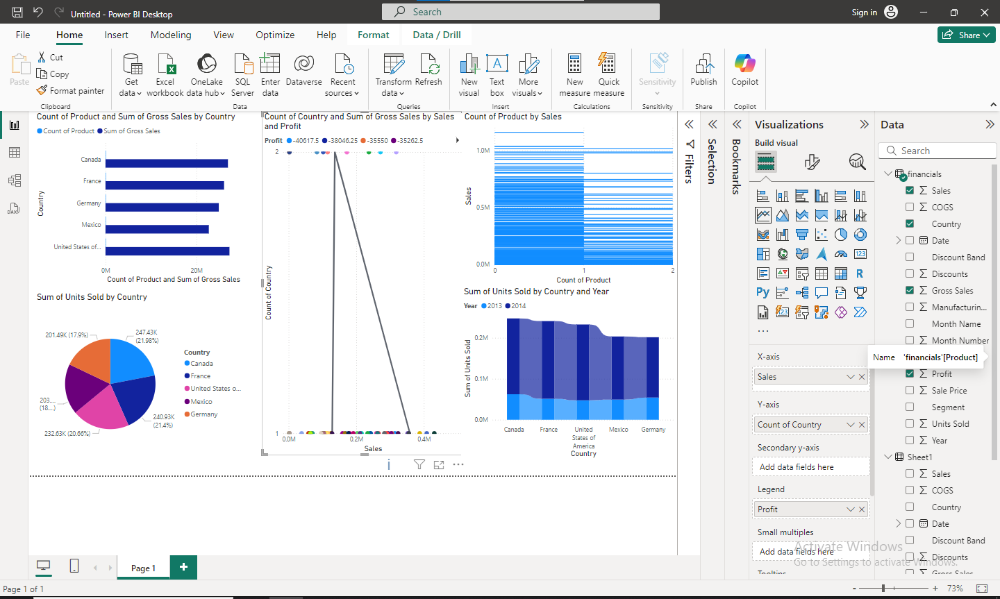 Untitled - Power BI Desktop
Search
Sign in
File
Home
Insert
Modeling
View
Optimize
Help
Format
Data / Drill
Share
Paste
Cut
Copy
Format painter
Clipboard
Get data
Excel workbook
OneLake data hub
SQL Server
Enter data
Dataverse
Recent sources
Data
Transform data
Refresh
Queries
New visual
Text box
More visuals
Insert
New measure
Quick measure
Calculations
Sensitivity
Sensitivity
Publish
Share
Copilot
Copilot
Count of Product and Sum of Gross Sales by Country
Count of Product
Sum of Gross Sales
Country
Canada
France
Germany
Mexico
United States of...
0M
20M
Count of Product and Sum of Gross Sales
Sum of Units Sold by Country
201.49K (17.9%)
247.43K
(21.98%)
203....
(18....)
240.93K
(21.4%)
232.63K (20.66%)
Country
Canada
France
United States o...
Mexico
Germany
Count of Country and Sum of Gross Sales by Sales
and Profit
Profit
-40617.5
-38046.25
-35550
-35262.5
2
Count of Country
1
0.0M
0.2M
0.4M
Sales
Count of Product by Sales
Sales
1.0M
0.5M
0.0M
0
1
2
Count of Product
Sum of Units Sold by Country and Year
Year
2013
2014
Sum of Units Sold
0.2M
0.1M
0.0M
Canada
France
United
States of
America
Mexico
Germany
Country
Filters
Selection
Bookmarks
Visualizations
Build visual
123
R
Py
123
X-axis
Sales
Y-axis
Count of Country
Secondary y-axis
Add data fields here
Legend
Profit
Small multiples
Add data fields here
Tooltips
Data
Search
financials
Sales
COGS
Country
Date
Discount Band
Discounts
Gross Sales
Manufacturin...
Month Name
Month Number
Name 'financials'[Product]
Profit
Sale Price
Segment
Units Sold
Year
Sheet1
Sales
COGS
Country
Date
Discount Band
Discounts
Gross Sales
Activate Windows
Go to Settings to activate Windows.
DAX
Page 1
Page 1 of 1
73%